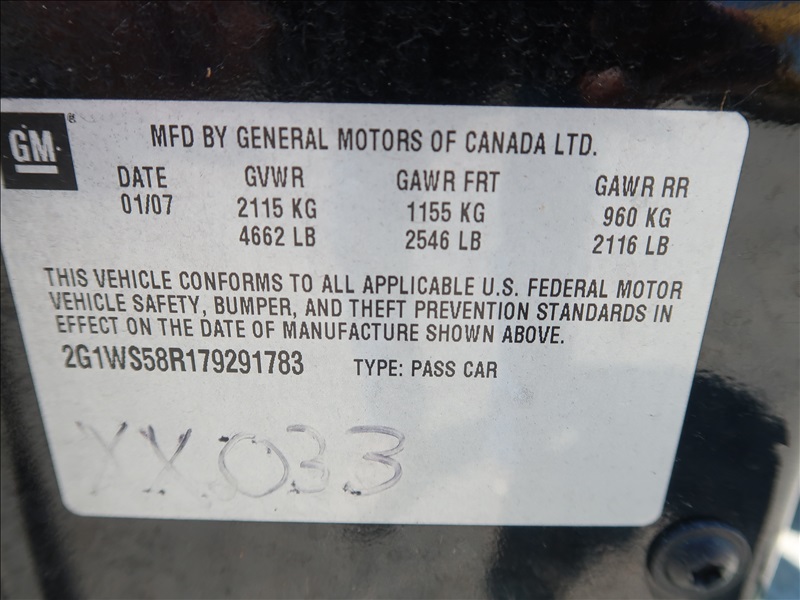 GM®
MFD BY GENERAL MOTORS OF CANADA LTD.
DATE GVWR GAWR FRT GAWR RR
01/07 2115 KG 1155 KG 960 KG
4662 LB 2546 LB 2116 LB
THIS VEHICLE CONFORMS TO ALL APPLICABLE U.S. FEDERAL MOTOR
VEHICLE SAFETY, BUMPER, AND THEFT PREVENTION STANDARDS IN
EFFECT ON THE DATE OF MANUFACTURE SHOWN ABOVE.
2G1WS58R179291783 TYPE: PASS CAR
XX033